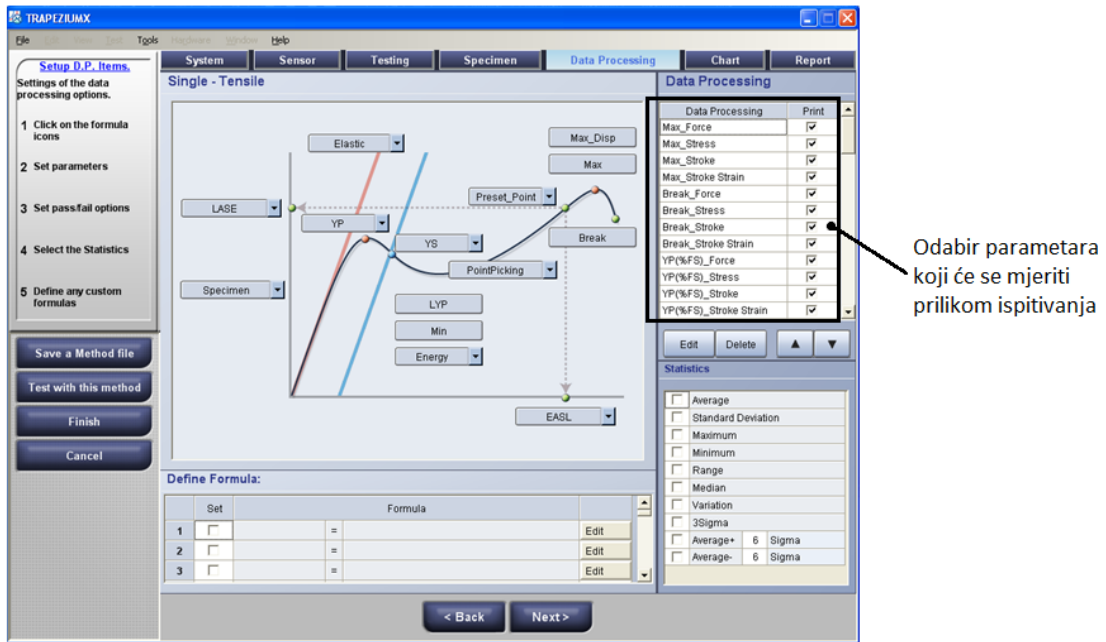 TRAPEZIUMX
File Edit View Test Tools Hardware Window Help
Setup D.P. Items.
Settings of the data
processing options.
1 Click on the formula
icons
2 Set parameters
3 Set pass/fail options
4 Select the Statistics
5 Define any custom
formulas
Save a Method file
Test with this method
Finish
Cancel
System Sensor Testing Specimen Data Processing Chart Report
Single - Tensile
Elastic
Max_Disp
Max
Preset_Point
LASE
YP
YS
Break
PointPicking
Specimen
LYP
Min
Energy
EASL
Define Formula:
Set Formula
1 = Edit
2 = Edit
3 = Edit
< Back Next >
Data Processing
Data Processing Print
Max_Force
Max_Stress
Max_Stroke
Max_Stroke Strain
Break_Force
Break_Stress
Break_Stroke
Break_Stroke Strain
YP(%FS)_Force
YP(%FS)_Stress
YP(%FS)_Stroke
YP(%FS)_Stroke Strain
Edit Delete
Statistics
Average
Standard Deviation
Maximum
Minimum
Range
Median
Variation
3Sigma
Average+ 6 Sigma
Average- 6 Sigma
Odabir parametara
koji će se mjeriti
prilikom ispitivanja